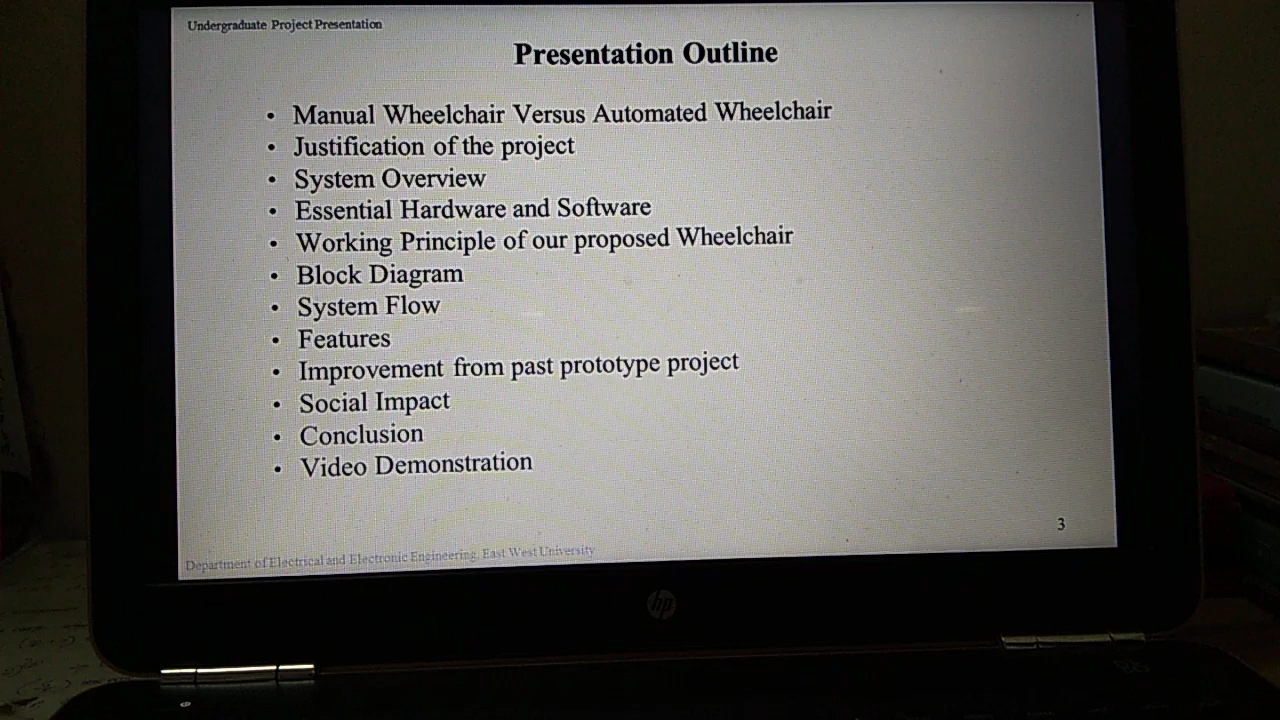 Undergraduate Project Presentation
Presentation Outline
• Manual Wheelchair Versus Automated Wheelchair
• Justification of the project
• System Overview
• Essential Hardware and Software
• Working Principle of our proposed Wheelchair
• Block Diagram
• System Flow
• Features
• Improvement from past prototype project
• Social Impact
• Conclusion
• Video Demonstration
3
Department of Electrical and Electronic Engineering, East West University
hp